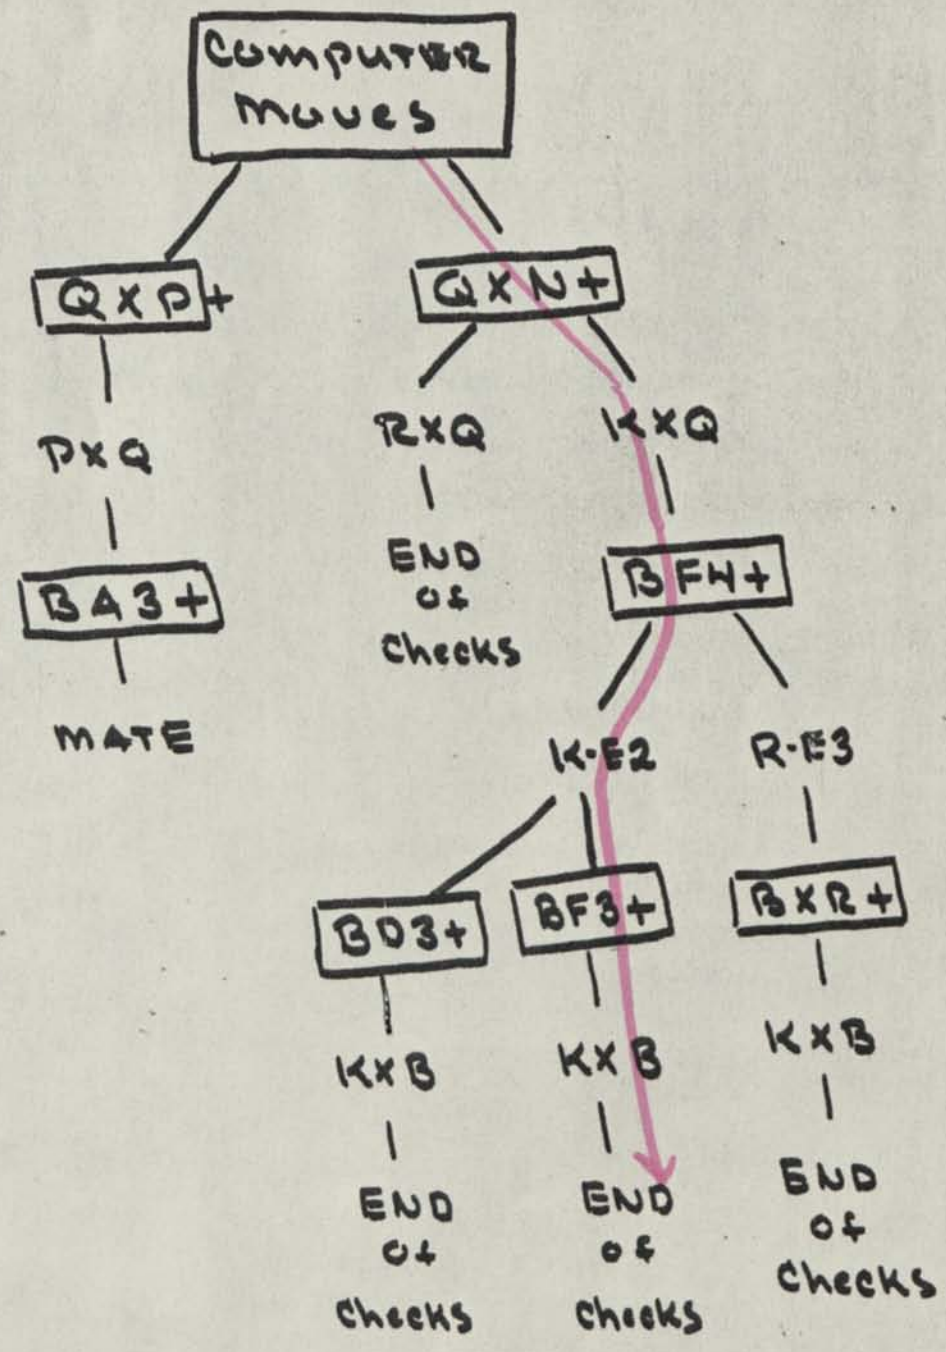 COMPUTER
MOVES
QXP+
QXN+
PXQ
RXQ
KXQ
BA3+
END
of
Checks
BF4+
MATE
K-E2
R-E3
BD3+
BF3+
BXR+
KXB
KXB
KXB
END
of
Checks
END
of
Checks
END
of
Checks